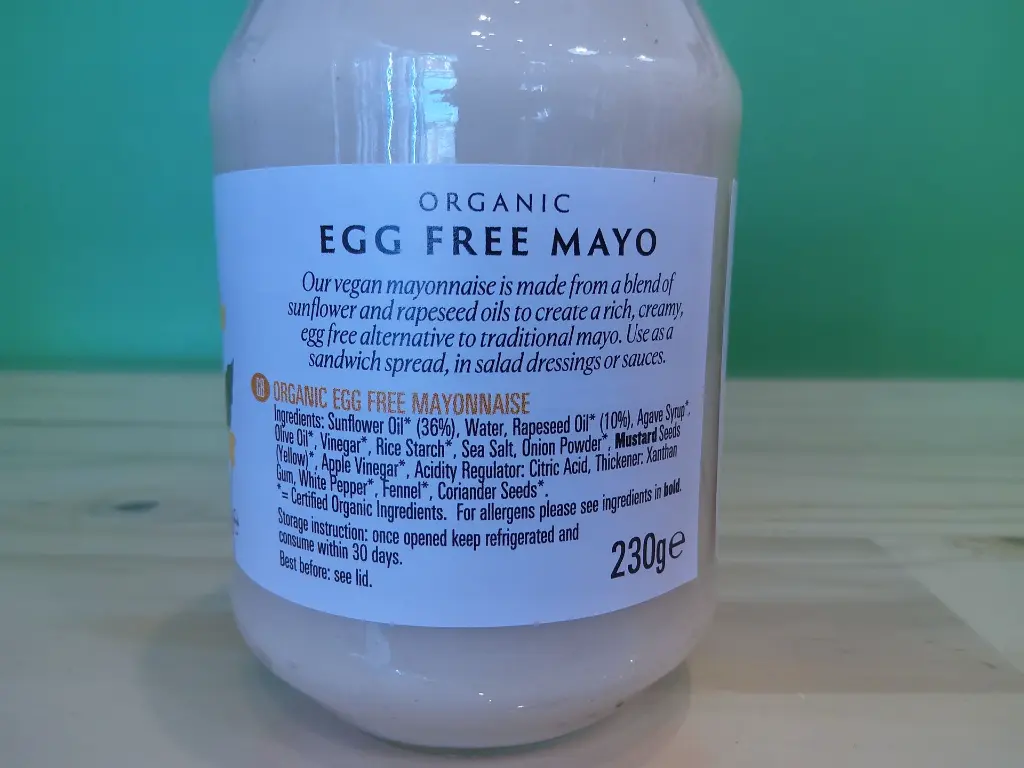 ORGANIC
EGG FREE MAYO
Our vegan mayonnaise is made from a blend of
sunflower and rapeseed oils to create a rich, creamy,
egg free alternative to traditional mayo. Use as a
sandwich spread, in salad dressings or sauces.
GB ORGANIC EGG FREE MAYONNAISE
Ingredients: Sunflower Oil* (36%), Water, Rapeseed Oil* (10%), Agave Syrup*,
Olive Oil*, Vinegar*, Rice Starch*, Sea Salt, Onion Powder*, Mustard Seeds
(Yellow)*, Apple Vinegar*, Acidity Regulator: Citric Acid, Thickener: Xanthan
Gum, White Pepper*, Fennel*, Coriander Seeds*.
*= Certified Organic Ingredients. For allergens please see ingredients in bold.
Storage instruction: once opened keep refrigerated and
consume within 30 days.
Best before: see lid.
230g e